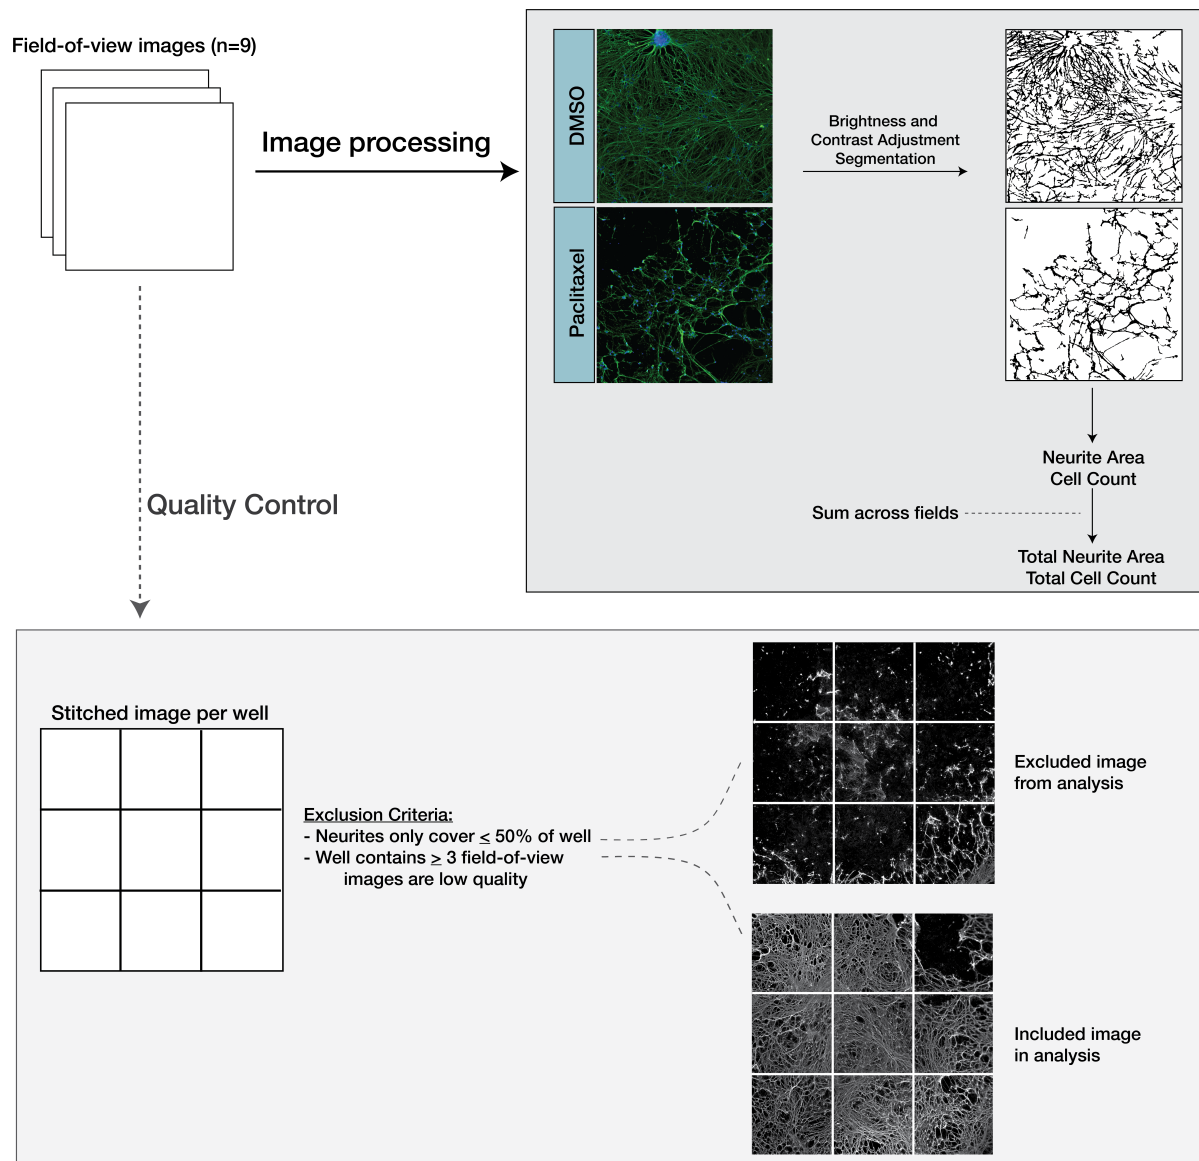 Field-of-view images (n=9)
Image processing
DMSO
Paclitaxel
Brightness and
Contrast Adjustment
Segmentation
Neurite Area
Cell Count
Sum across fields
Total Neurite Area
Total Cell Count
Quality Control
Stitched image per well
Exclusion Criteria:
- Neurites only cover ≤ 50% of well
- Well contains ≥ 3 field-of-view
images are low quality
Excluded image
from analysis
Included image
in analysis